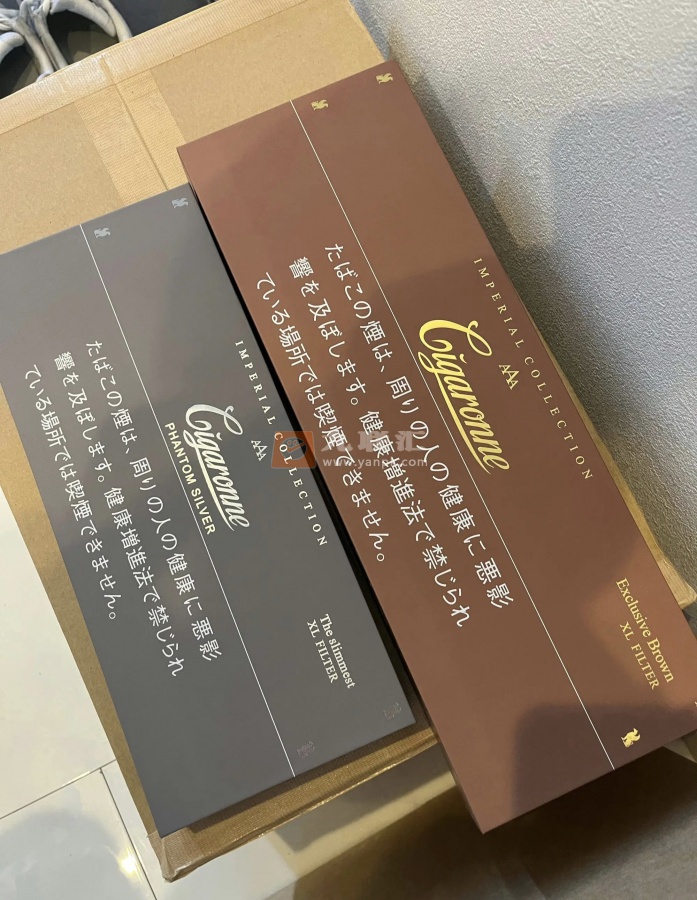 IMPERIAL COLLECTION
Cigaronne
PHANTOM SILVER
たばこの煙は、周りの人の健康に悪影
響を及ぼします。健康増進法で禁じられ
ている場所では喫煙できません。
The slimmest
XL FILTER
IMPERIAL COLLECTION
Cigaronne
たばこの煙は、周りの人の健康に悪影
響を及ぼします。健康増進法で禁じられ
ている場所では喫煙できません。
Exclusive Brown
XL FILTER